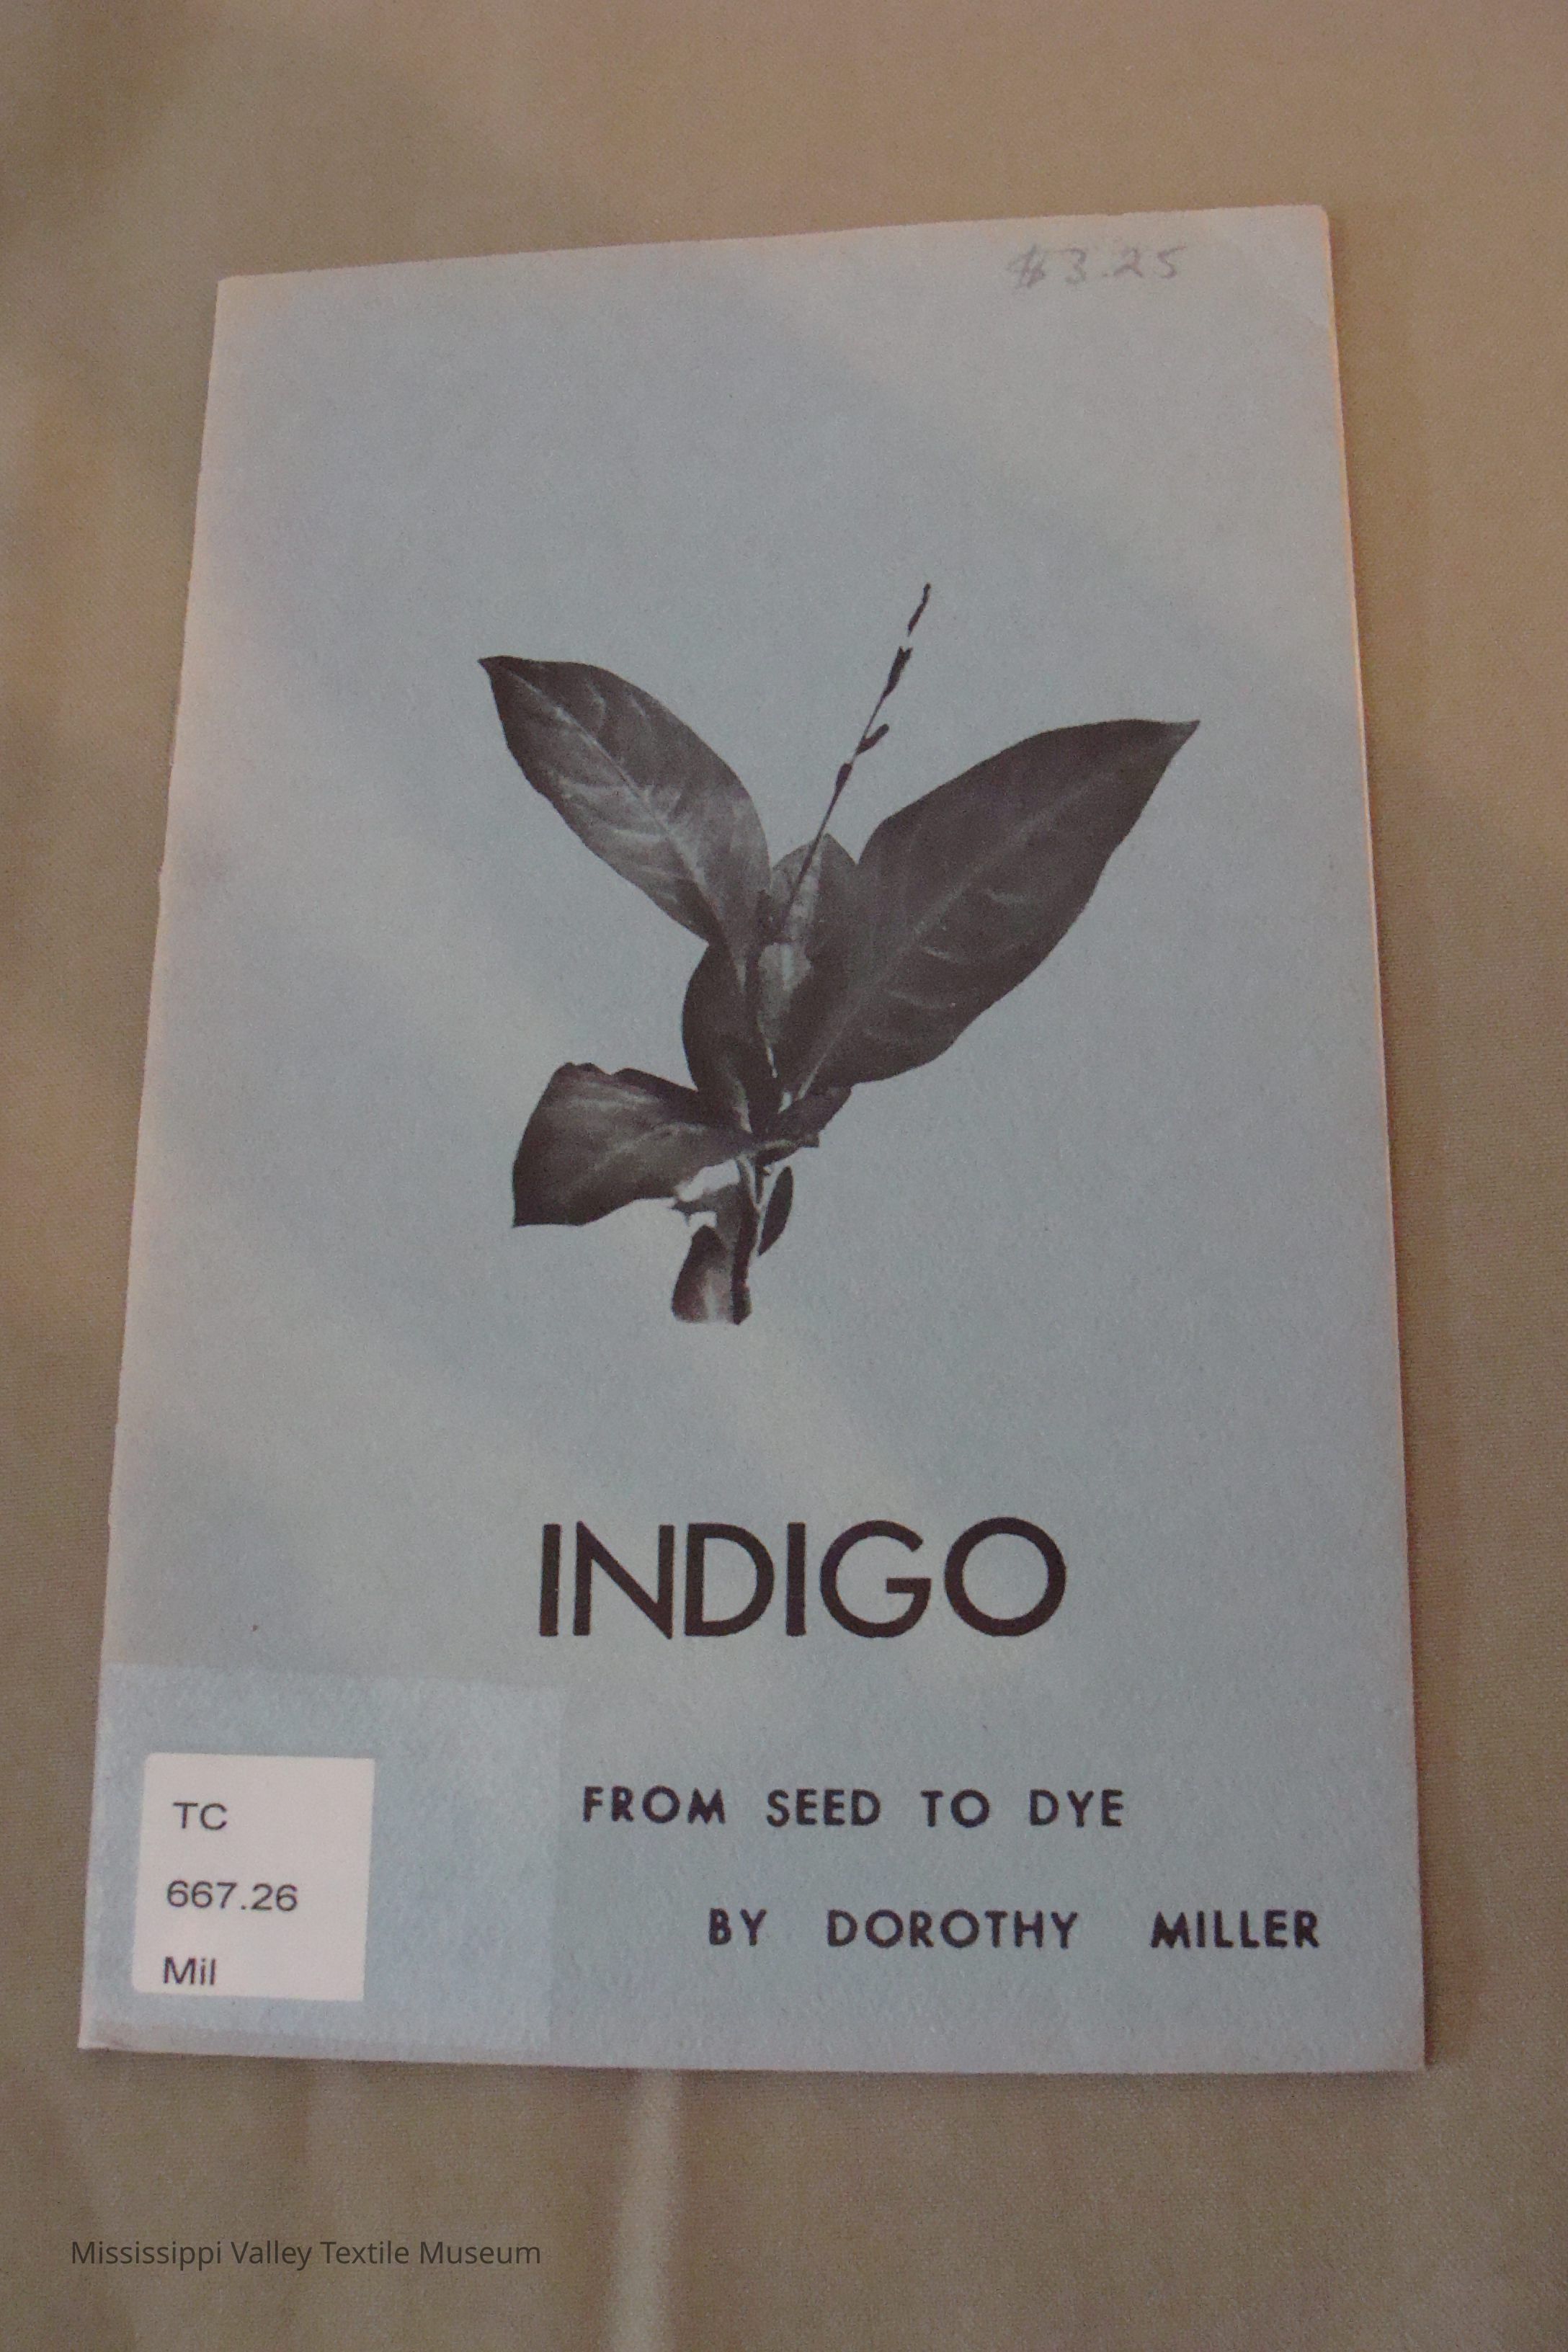 $3.25
INDIGO
FROM SEED TO DYE
BY DOROTHY MILLER
TC
667.26
Mil
Mississippi Valley Textile Museum